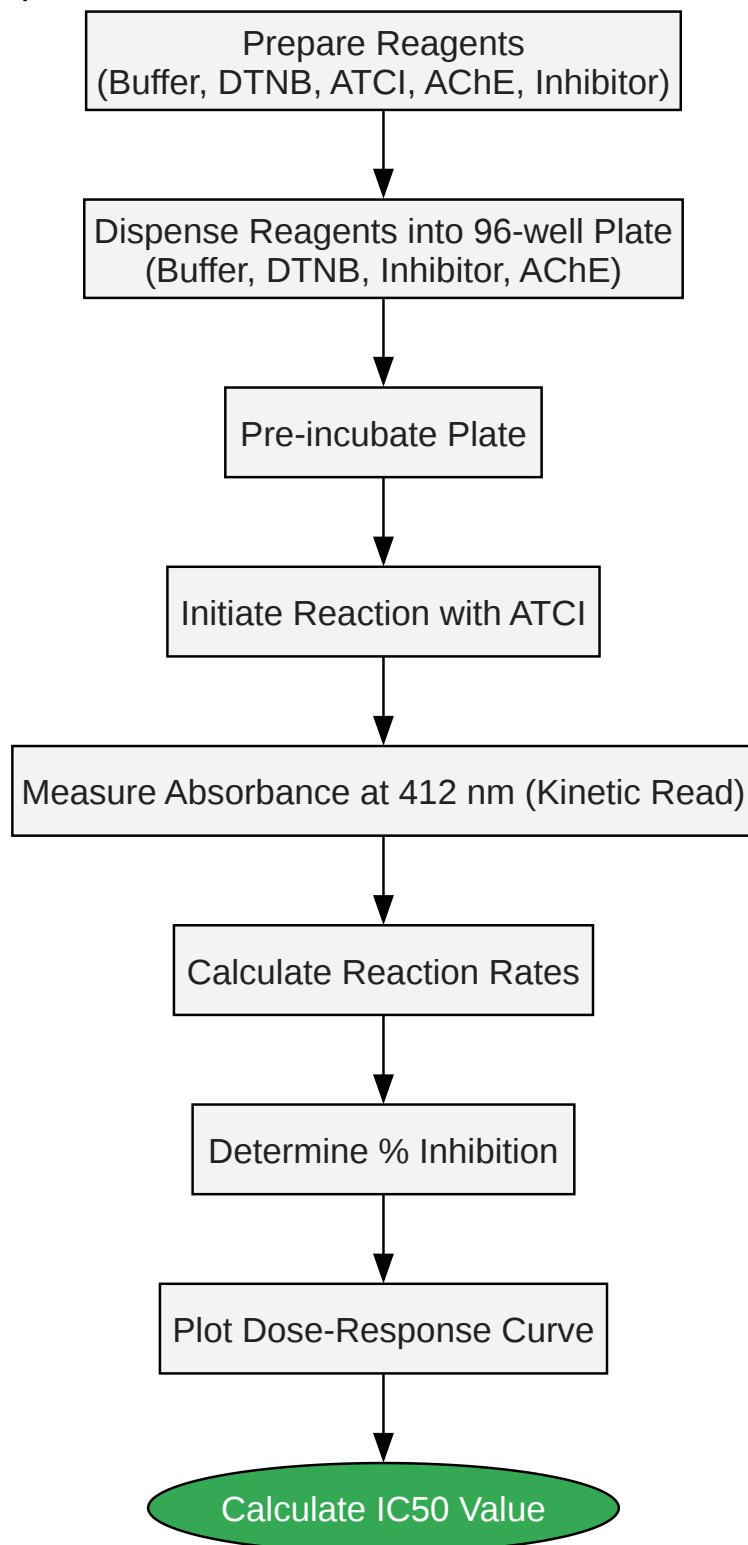 Prepare Reagents
(Buffer, DTNB, ATCI, AChE, Inhibitor)
Dispense Reagents into 96-well Plate
(Buffer, DTNB, Inhibitor, AChE)
Pre-incubate Plate
Initiate Reaction with ATCI
Measure Absorbance at 412 nm (Kinetic Read)
Calculate Reaction Rates
Determine % Inhibition
Plot Dose-Response Curve
Calculate IC50 Value